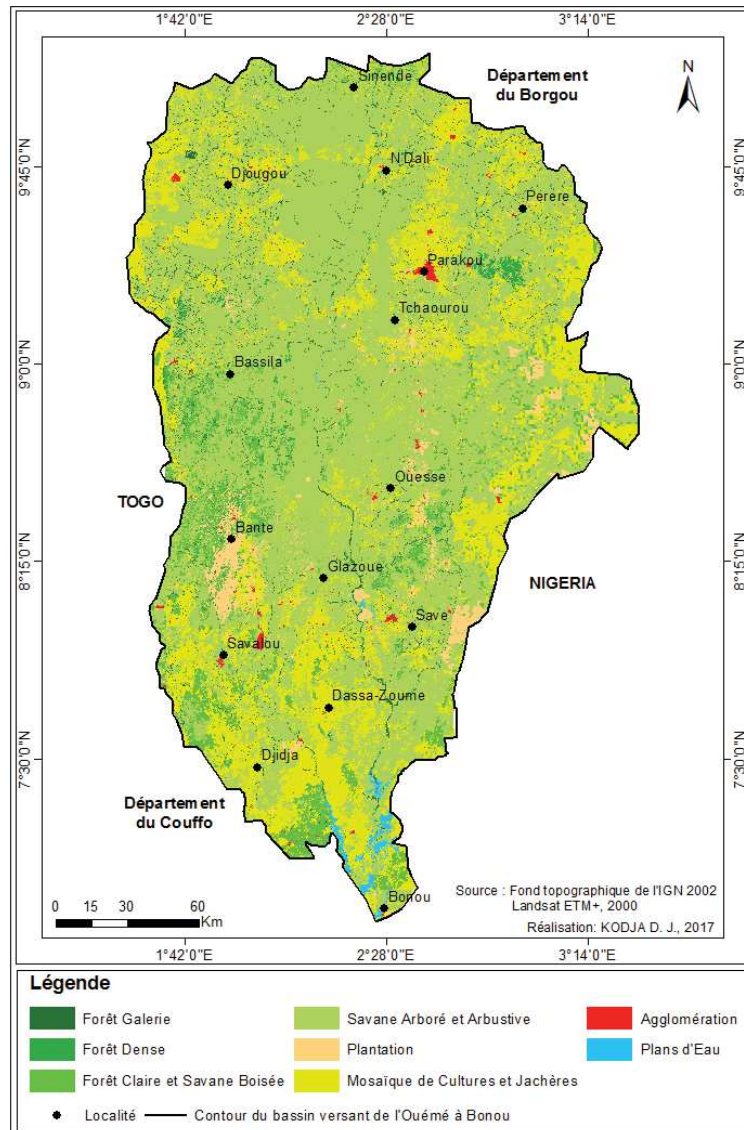 1°42'0"E 2°28'0"E 3°14'0"E
Département
du Borgou
N
Sinende
9°45'0"N 9°45'0"N
N'Dali
Djougou
Perere
Parakou
Tchaourou
9°0'0"N 9°0'0"N
Bassila
Ouesse
TOGO
Bante
8°15'0"N 8°15'0"N
Glazoue
NIGERIA
Save
Savalou
Dassa-Zoume
7°30'0"N 7°30'0"N
Djidja
Département
du Couffo
Bonou
Source : Fond topographique de l'IGN 2002
Landsat ETM+, 2000
Réalisation: KODJA D. J., 2017
0 15 30 60
Km
1°42'0"E 2°28'0"E 3°14'0"E
Légende
Forêt Galerie Savane Arboré et Arbustive Agglomération
Forêt Dense Plantation Plans d'Eau
Forêt Claire et Savane Boisée Mosaïque de Cultures et Jachères
Localité Contour du bassin versant de l'Ouémé à Bonou